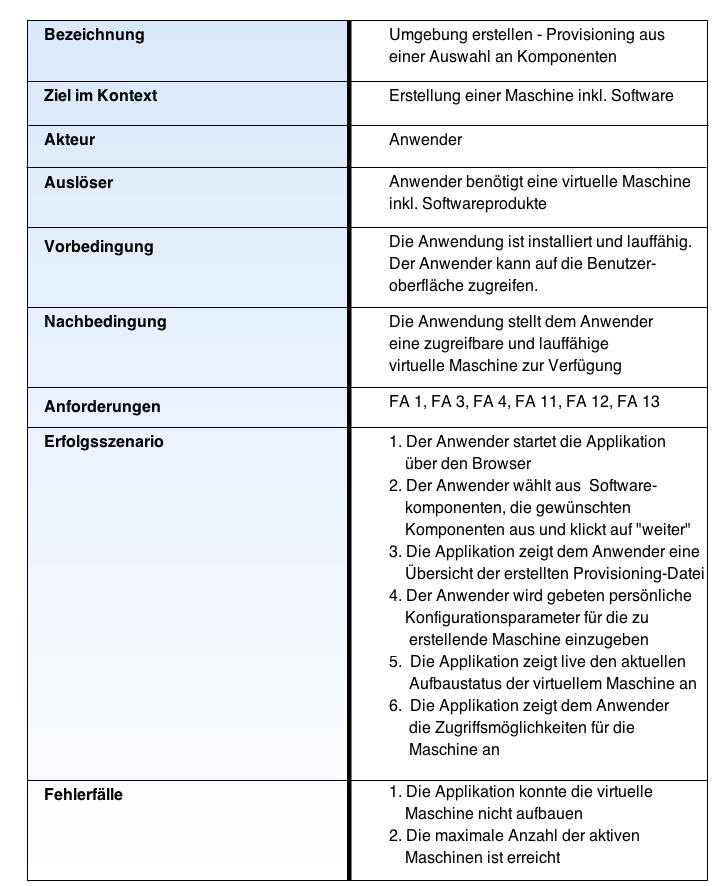 Bezeichnung
Umgebung erstellen - Provisioning aus
einer Auswahl an Komponenten
Ziel im Kontext
Erstellung einer Maschine inkl. Software
Akteur
Anwender
Auslöser
Anwender benötigt eine virtuelle Maschine
inkl. Softwareprodukte
Vorbedingung
Die Anwendung ist installiert und lauffähig.
Der Anwender kann auf die Benutzer-
oberfläche zugreifen.
Nachbedingung
Die Anwendung stellt dem Anwender
eine zugreifbare und lauffähige
virtuelle Maschine zur Verfügung
Anforderungen
FA 1, FA 3, FA 4, FA 11, FA 12, FA 13
Erfolgsszenario
1. Der Anwender startet die Applikation
über den Browser
2. Der Anwender wählt aus Software-
komponenten, die gewünschten
Komponenten aus und klickt auf "weiter"
3. Die Applikation zeigt dem Anwender eine
Übersicht der erstellten Provisioning-Datei
4. Der Anwender wird gebeten persönliche
Konfigurationsparameter für die zu
erstellende Maschine einzugeben
5. Die Applikation zeigt live den aktuellen
Aufbaustatus der virtuellem Maschine an
6. Die Applikation zeigt dem Anwender
die Zugriffsmöglichkeiten für die
Maschine an
Fehlerfälle
1. Die Applikation konnte die virtuelle
Maschine nicht aufbauen
2. Die maximale Anzahl der aktiven
Maschinen ist erreicht